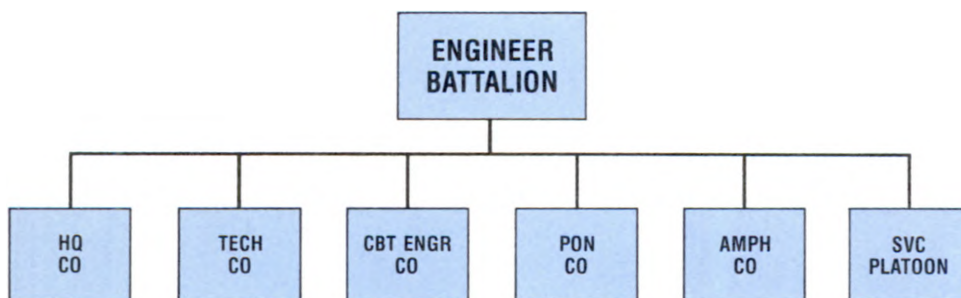 ENGINEER
BATTALION
HQ
CO
TECH
CO
CBT ENGR
CO
PON
CO
AMPH
CO
SVC
PLATOON